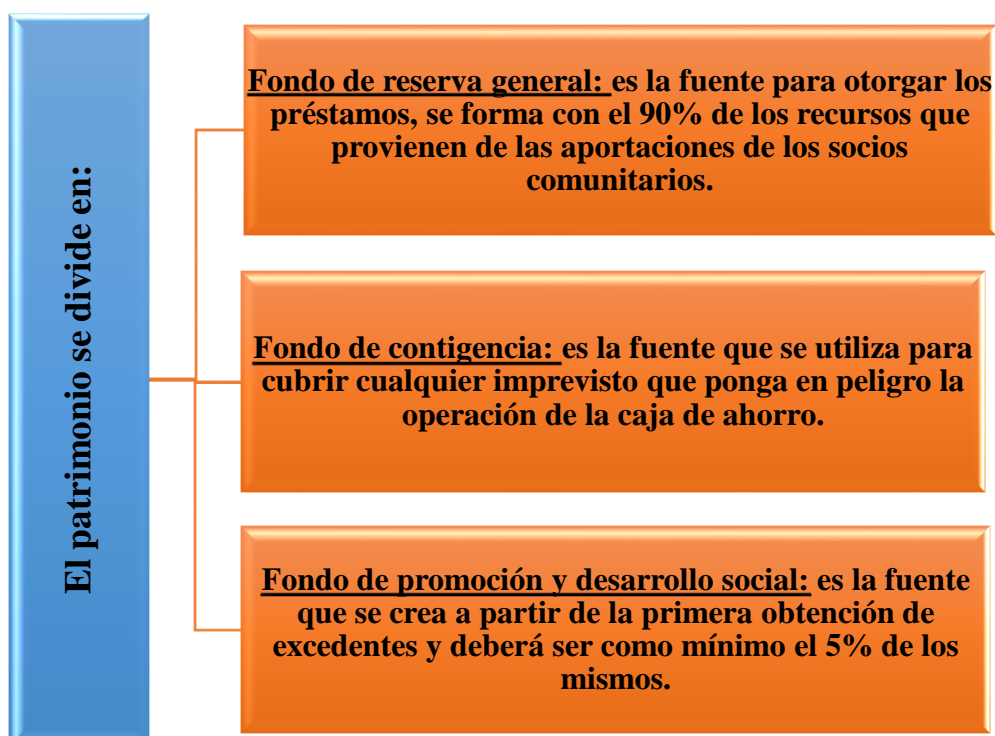 El patrimonio se divide en:
Fondo de reserva general: es la fuente para otorgar los
préstamos, se forma con el 90% de los recursos que
provienen de las aportaciones de los socios
comunitarios.
Fondo de contigencia: es la fuente que se utiliza para
cubrir cualquier imprevisto que ponga en peligro la
operación de la caja de ahorro.
Fondo de promoción y desarrollo social: es la fuente
que se crea a partir de la primera obtención de
excedentes y deberá ser como mínimo el 5% de los
mismos.